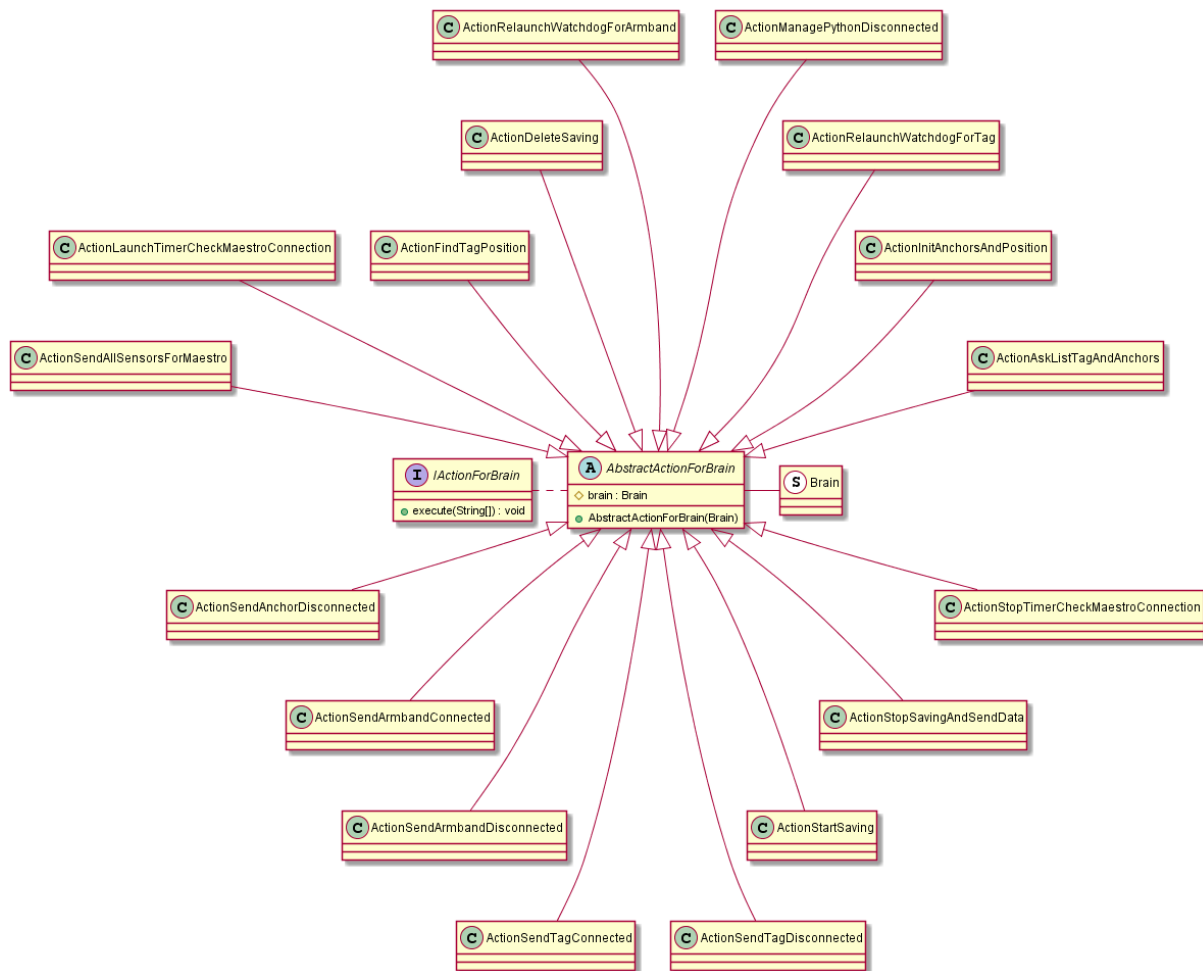 C ActionRelaunchWatchdogForArmband
C ActionManagePythonDisconnected
C ActionDeleteSaving
C ActionRelaunchWatchdogForTag
C ActionLaunchTimerCheckMaestroConnection
C ActionFindTagPosition
C ActionInitAnchorsAndPosition
C ActionSendAllSensorsForMaestro
C ActionAskListTagAndAnchors
I IActionForBrain
execute(String[]) : void
A AbstractActionForBrain
brain : Brain
AbstractActionForBrain(Brain)
S Brain
C ActionSendAnchorDisconnected
C ActionStopTimerCheckMaestroConnection
C ActionSendArmbandConnected
C ActionStopSavingAndSendData
C ActionSendArmbandDisconnected
C ActionStartSaving
C ActionSendTagConnected
C ActionSendTagDisconnected